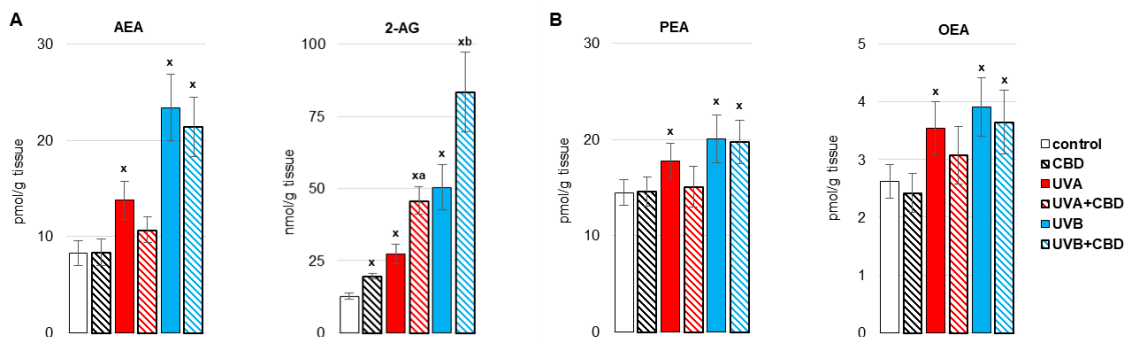 A
AEA
30
20
10
0
pmol/g tissue
x
x
x
2-AG
100
75
50
25
0
nmol/g tissue
x
x
xa
x
xb
B
PEA
30
20
10
0
pmol/g tissue
x
x
x
OEA
5
4
3
2
1
0
pmol/g tissue
x
x
x
control
CBD
UVA
UVA+CBD
UVB
UVB+CBD